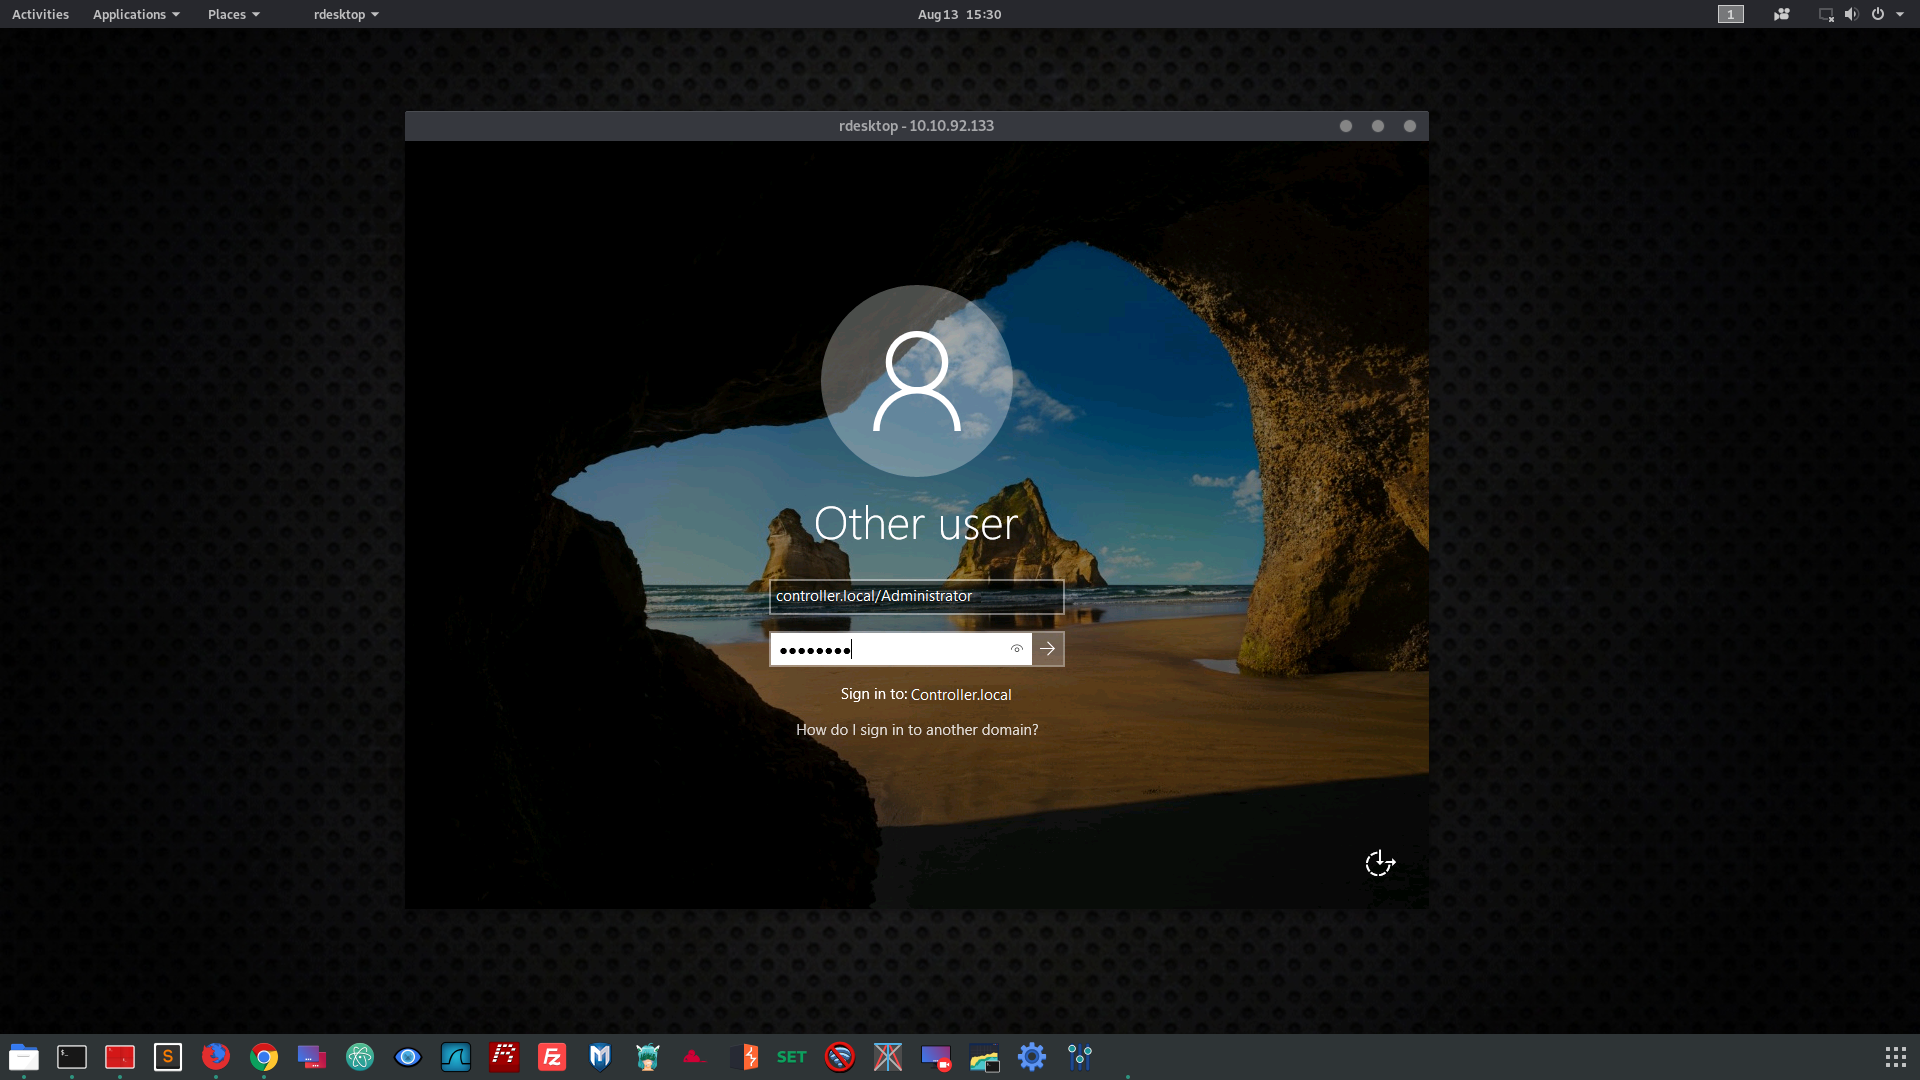 Activities Applications Places rdesktop Aug 13 15:30 1
rdesktop - 10.10.92.133
Other user
controller.local/Administrator
Sign in to: Controller.local
How do I sign in to another domain?
$_ S R Fz M SET